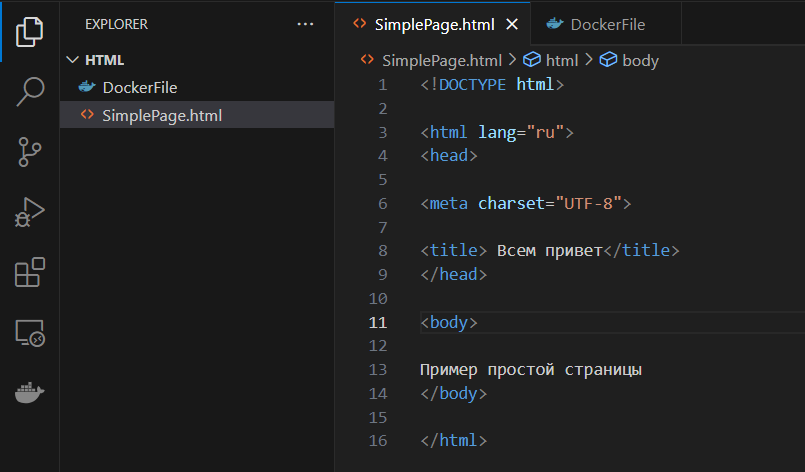 EXPLORER
HTML
DockerFile
SimplePage.html
SimplePage.html DockerFile
SimplePage.html > html > body
1 <!DOCTYPE html>
2
3 <html lang="ru">
4 <head>
5
6 <meta charset="UTF-8">
7
8 <title> Всем привет</title>
9 </head>
10
11 <body>
12
13 Пример простой страницы
14 </body>
15
16 </html>